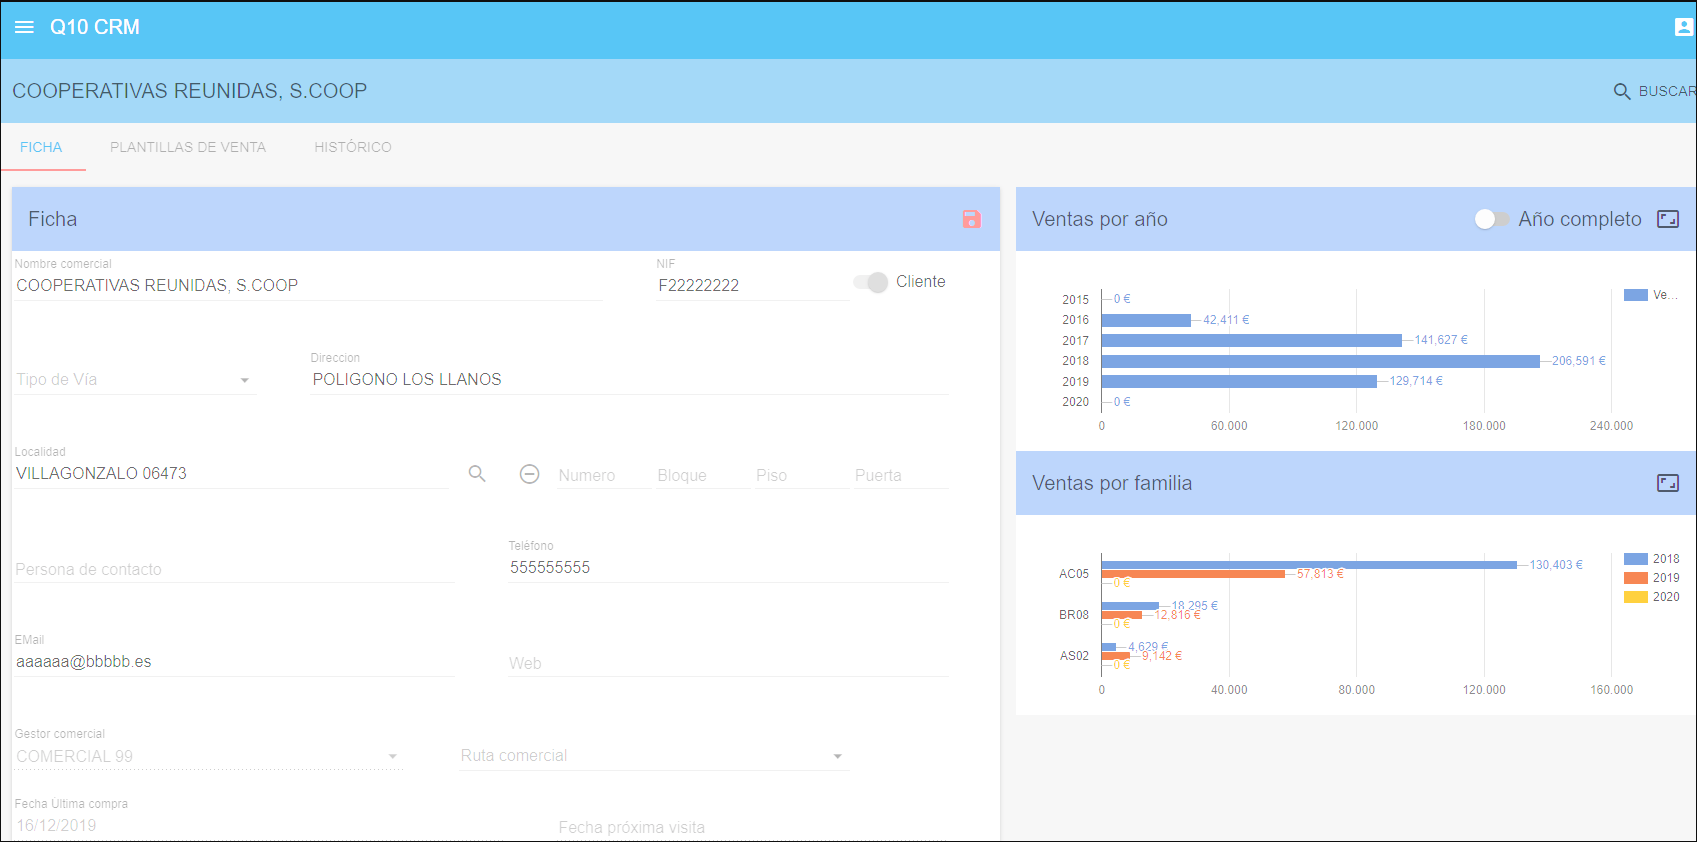 Q10 CRM
COOPERATIVAS REUNIDAS, S.COOP
BUSCAR
FICHA PLANTILLAS DE VENTA HISTÓRICO
Ficha
Nombre comercial
COOPERATIVAS REUNIDAS, S.COOP
NIF
F22222222
Cliente
Tipo de Vía
Direccion
POLIGONO LOS LLANOS
Localidad
VILLAGONZALO 06473
Numero Bloque Piso Puerta
Persona de contacto
Teléfono
555555555
EMail
aaaaaa@bbbbb.es
Web
Gestor comercial
COMERCIAL 99
Ruta comercial
Fecha Última compra
16/12/2019
Fecha próxima visita
Ventas por año
Año completo
2015 0 €
2016 42,411 €
2017 141,627 €
2018 206,591 €
2019 129,714 €
2020 0 €
0 60.000 120.000 180.000 240.000
Ve...
Ventas por familia
AC05 130,403 €
57,813 €
0 €
BR08 18,295 €
12,816 €
0 €
AS02 4,629 €
9,142 €
0 €
0 40.000 80.000 120.000 160.000
2018
2019
2020